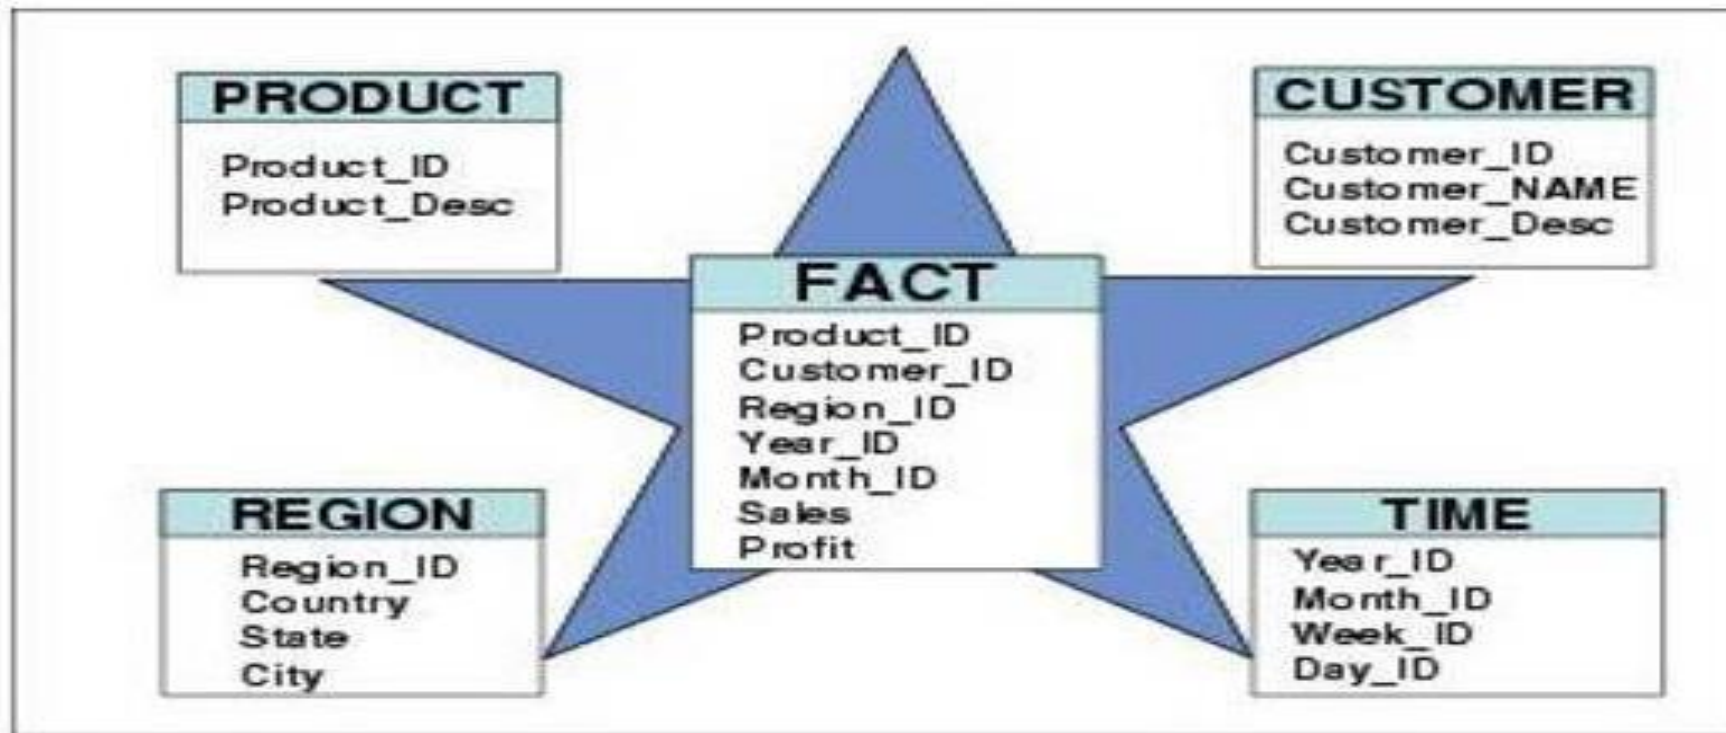 PRODUCT
Product_ID
Product_Desc
CUSTOMER
Customer_ID
Customer_NAME
Customer_Desc
FACT
Product_ID
Customer_ID
Region_ID
Year_ID
Month_ID
Sales
Profit
REGION
Region_ID
Country
State
City
TIME
Year_ID
Month_ID
Week_ID
Day_ID